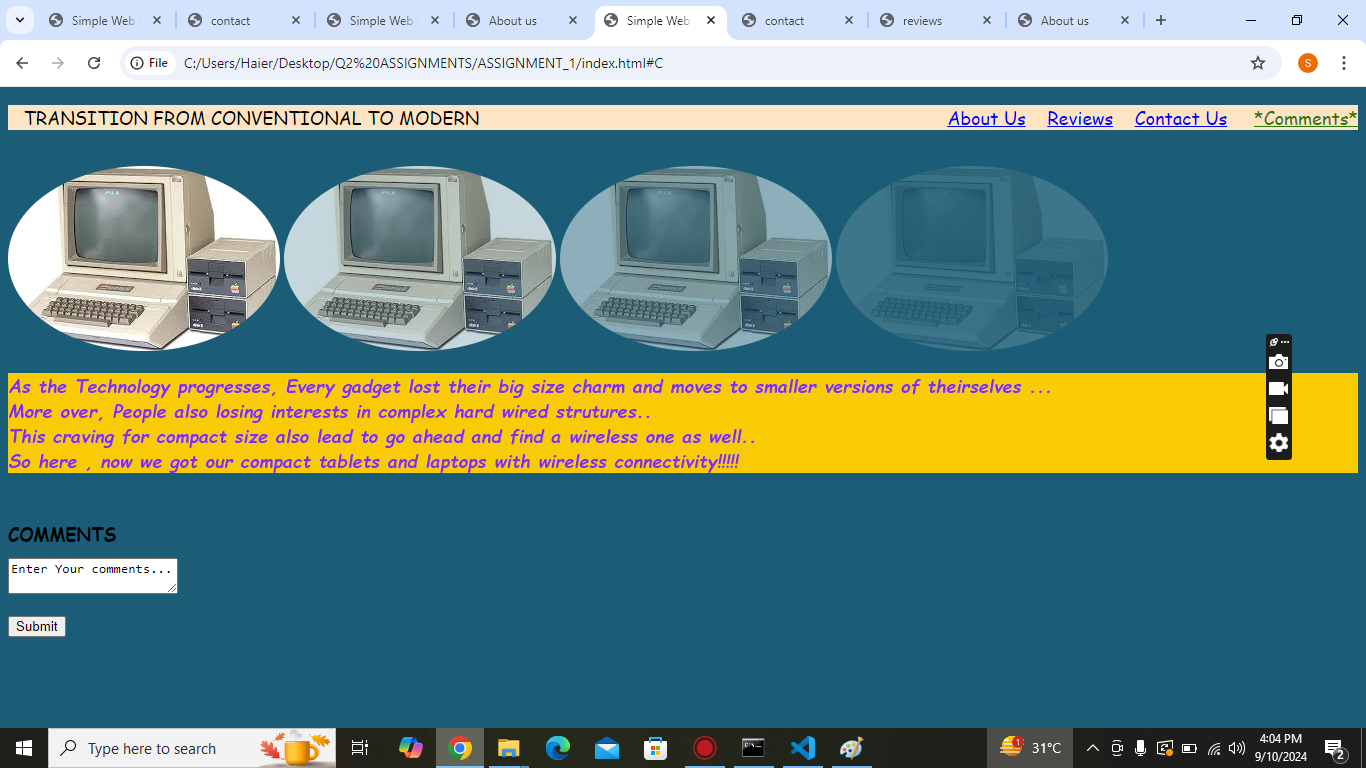 Simple Web
contact
Simple Web
About us
Simple Web
contact
reviews
About us
File
C:/Users/Haier/Desktop/Q2%20ASSIGNMENTS/ASSIGNMENT_1/index.html#C
S
TRANSITION FROM CONVENTIONAL TO MODERN
About Us Reviews Contact Us *Comments*
As the Technology progresses, Every gadget lost their big size charm and moves to smaller versions of theirselves ...
More over, People also losing interests in complex hard wired strutures..
This craving for compact size also lead to go ahead and find a wireless one as well..
So here , now we got our compact tablets and laptops with wireless connectivity!!!!!
COMMENTS
Enter Your comments...
Submit
Type here to search
1
31°C
4:04 PM
9/10/2024
2